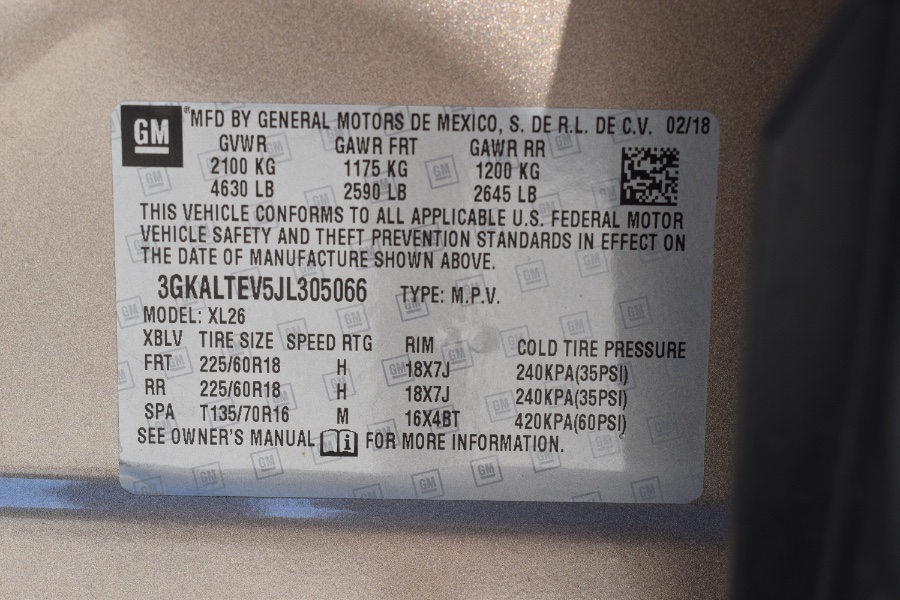 GM
MFD BY GENERAL MOTORS DE MEXICO, S. DE R.L. DE C.V. 02/18
GVWR GAWR FRT GAWR RR
2100 KG 1175 KG 1200 KG
4630 LB 2590 LB 2645 LB
THIS VEHICLE CONFORMS TO ALL APPLICABLE U.S. FEDERAL MOTOR
VEHICLE SAFETY AND THEFT PREVENTION STANDARDS IN EFFECT ON
THE DATE OF MANUFACTURE SHOWN ABOVE.
3GKALTEV5JL305066 TYPE: M.P.V.
MODEL: XL26
XBLV TIRE SIZE SPEED RTG RIM COLD TIRE PRESSURE
FRT 225/60R18 H 18X7J 240KPA(35PSI)
RR 225/60R18 H 18X7J 240KPA(35PSI)
SPA T135/70R16 M 16X4BT 420KPA(60PSI)
SEE OWNER'S MANUAL FOR MORE INFORMATION.